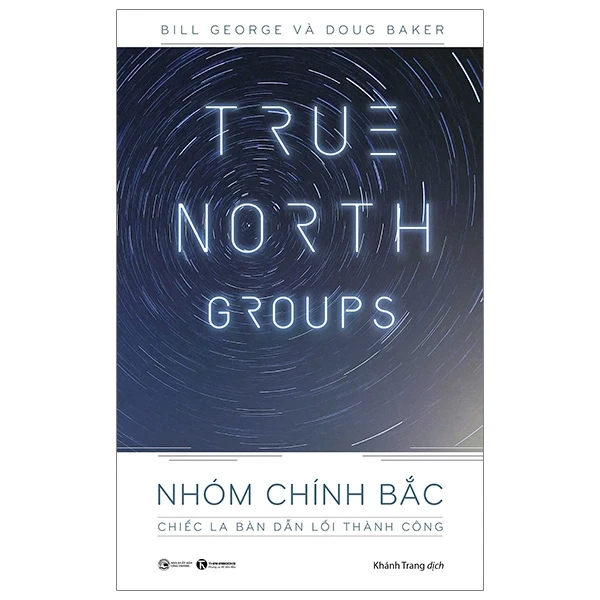 BILL GEORGE VÀ DOUG BAKER
TRUE
NORTH
GROUPS
NHÓM CHÍNH BẮC
CHIẾC LA BÀN DẪN LỐI THÀNH CÔNG
THAIHABOOKS
Khánh Trang dịch